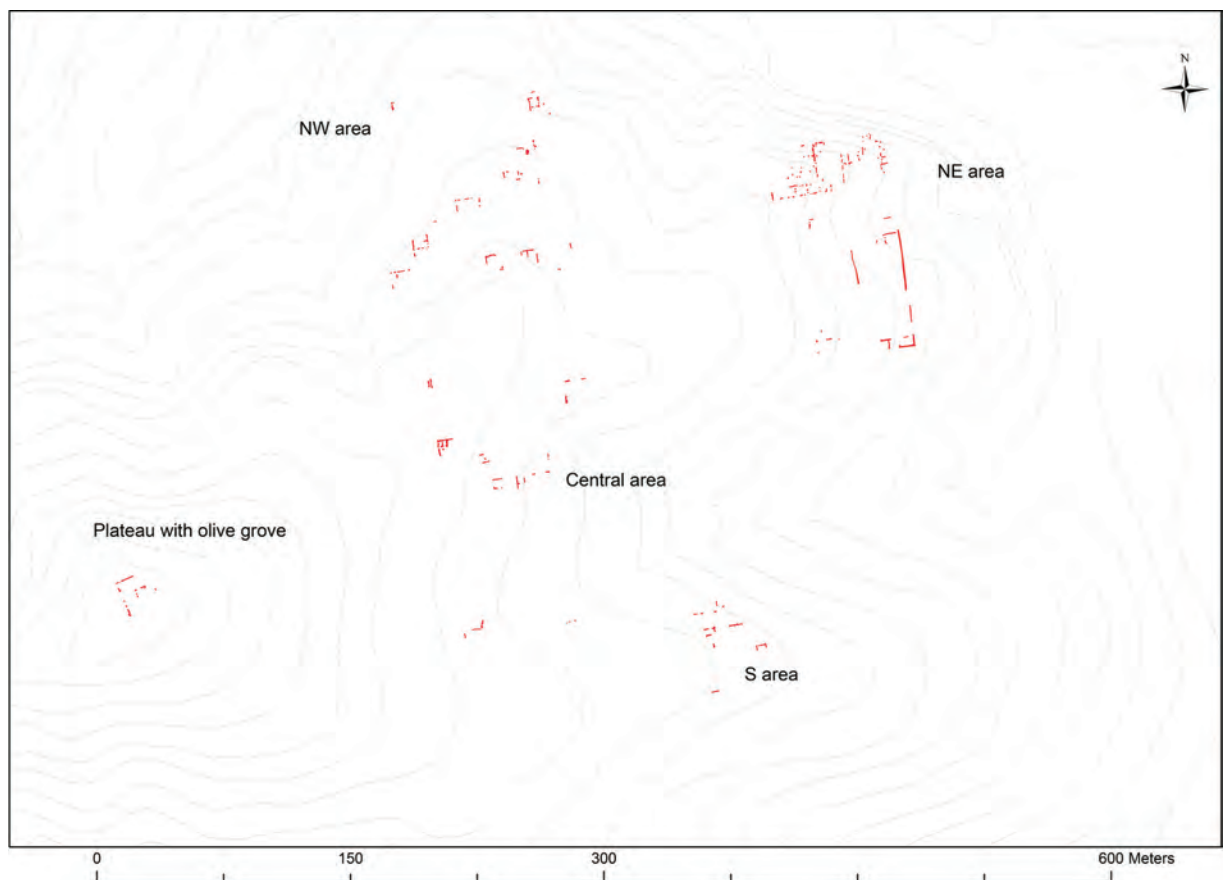 N
NW area
NE area
Central area
Plateau with olive grove
S area
0 150 300 600 Meters